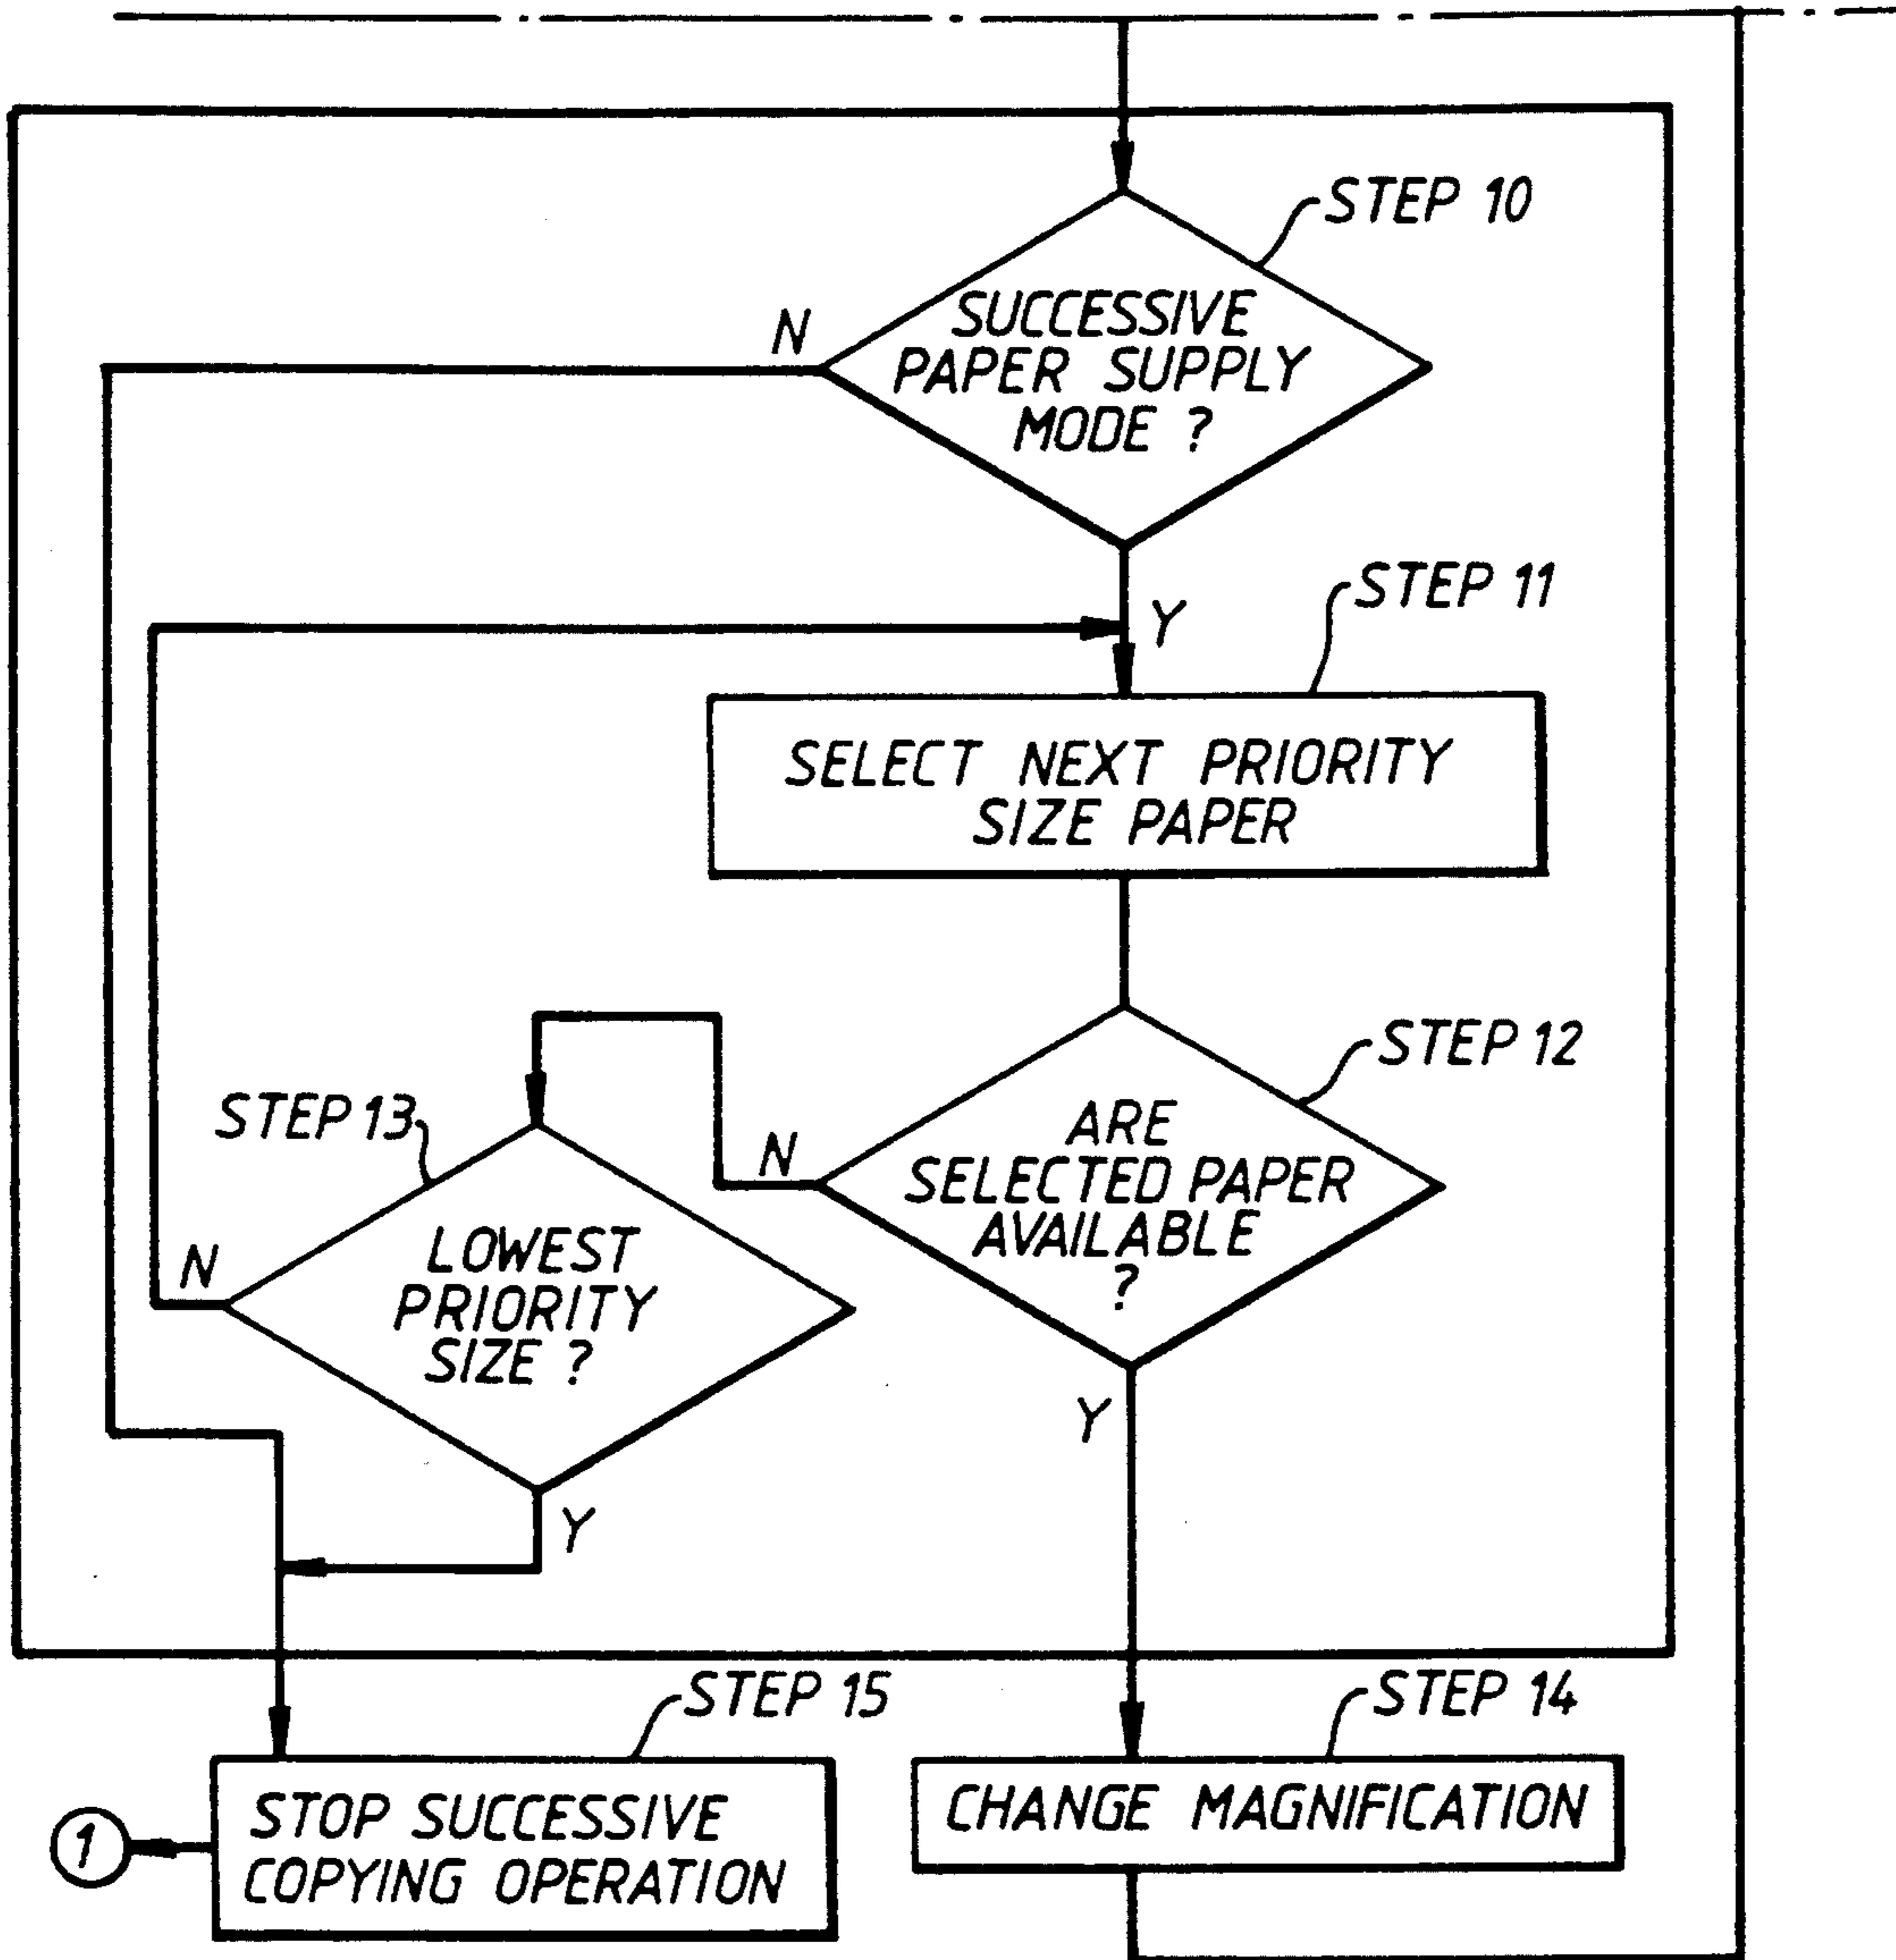 STEP 10
N
SUCCESSIVE
PAPER SUPPLY
MODE ?
STEP 11
Y
SELECT NEXT PRIORITY
SIZE PAPER
STEP 12
STEP 13
N
ARE
SELECTED PAPER
AVAILABLE
?
N
LOWEST
PRIORITY
SIZE ?
Y
Y
STEP 15
STEP 14
1
STOP SUCCESSIVE
COPYING OPERATION
CHANGE MAGNIFICATION